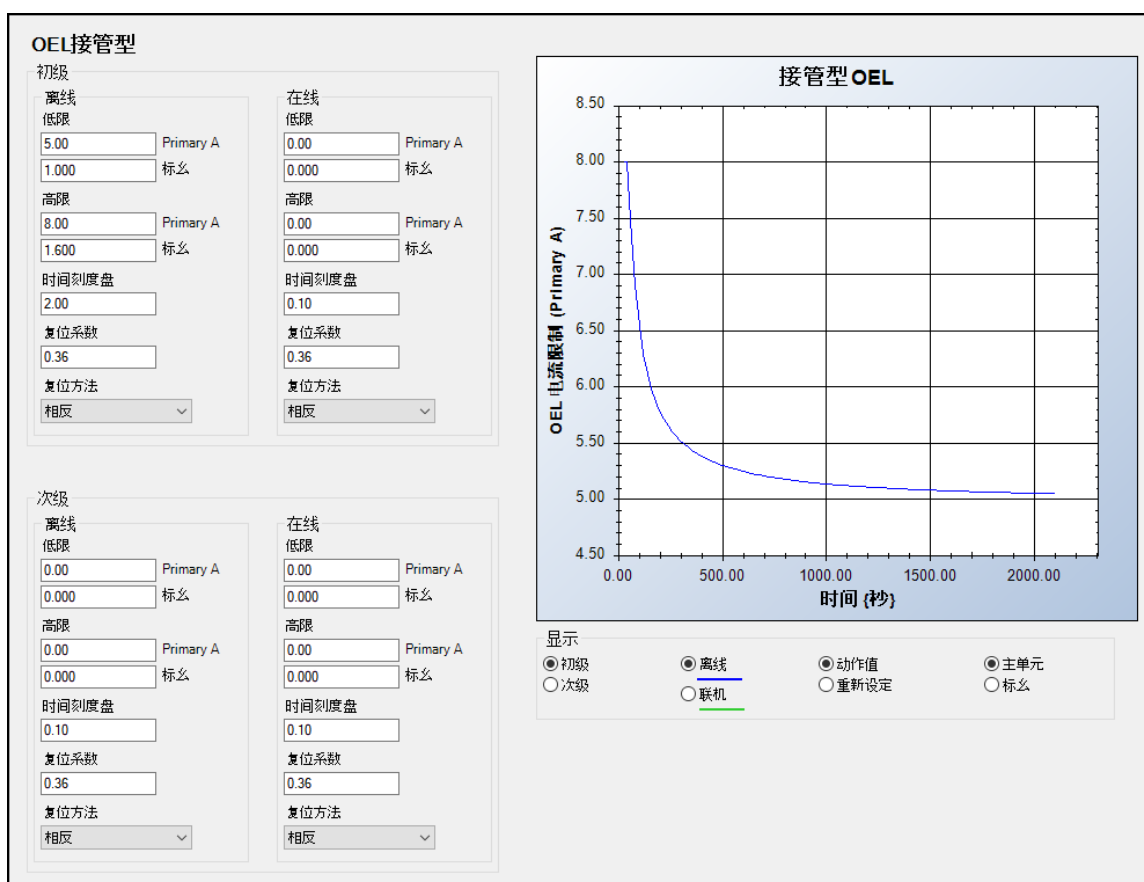 OEL接管型
初级
离线
低限
5.00 Primary A
1.000 标幺
高限
8.00 Primary A
1.600 标幺
时间刻度盘
2.00
复位系数
0.36
复位方法
相反
在线
低限
0.00 Primary A
0.000 标幺
高限
0.00 Primary A
0.000 标幺
时间刻度盘
0.10
复位系数
0.36
复位方法
相反
次级
离线
低限
0.00 Primary A
0.000 标幺
高限
0.00 Primary A
0.000 标幺
时间刻度盘
0.10
复位系数
0.36
复位方法
相反
在线
低限
0.00 Primary A
0.000 标幺
高限
0.00 Primary A
0.000 标幺
时间刻度盘
0.10
复位系数
0.36
复位方法
相反
接管型OEL
OEL 电流限制 (Primary A)
8.50
8.00
7.50
7.00
6.50
6.00
5.50
5.00
4.50
0.00 500.00 1000.00 1500.00 2000.00
时间 {秒}
显示
初级 离线 动作值 主单元
次级 联机 重新设定 标幺